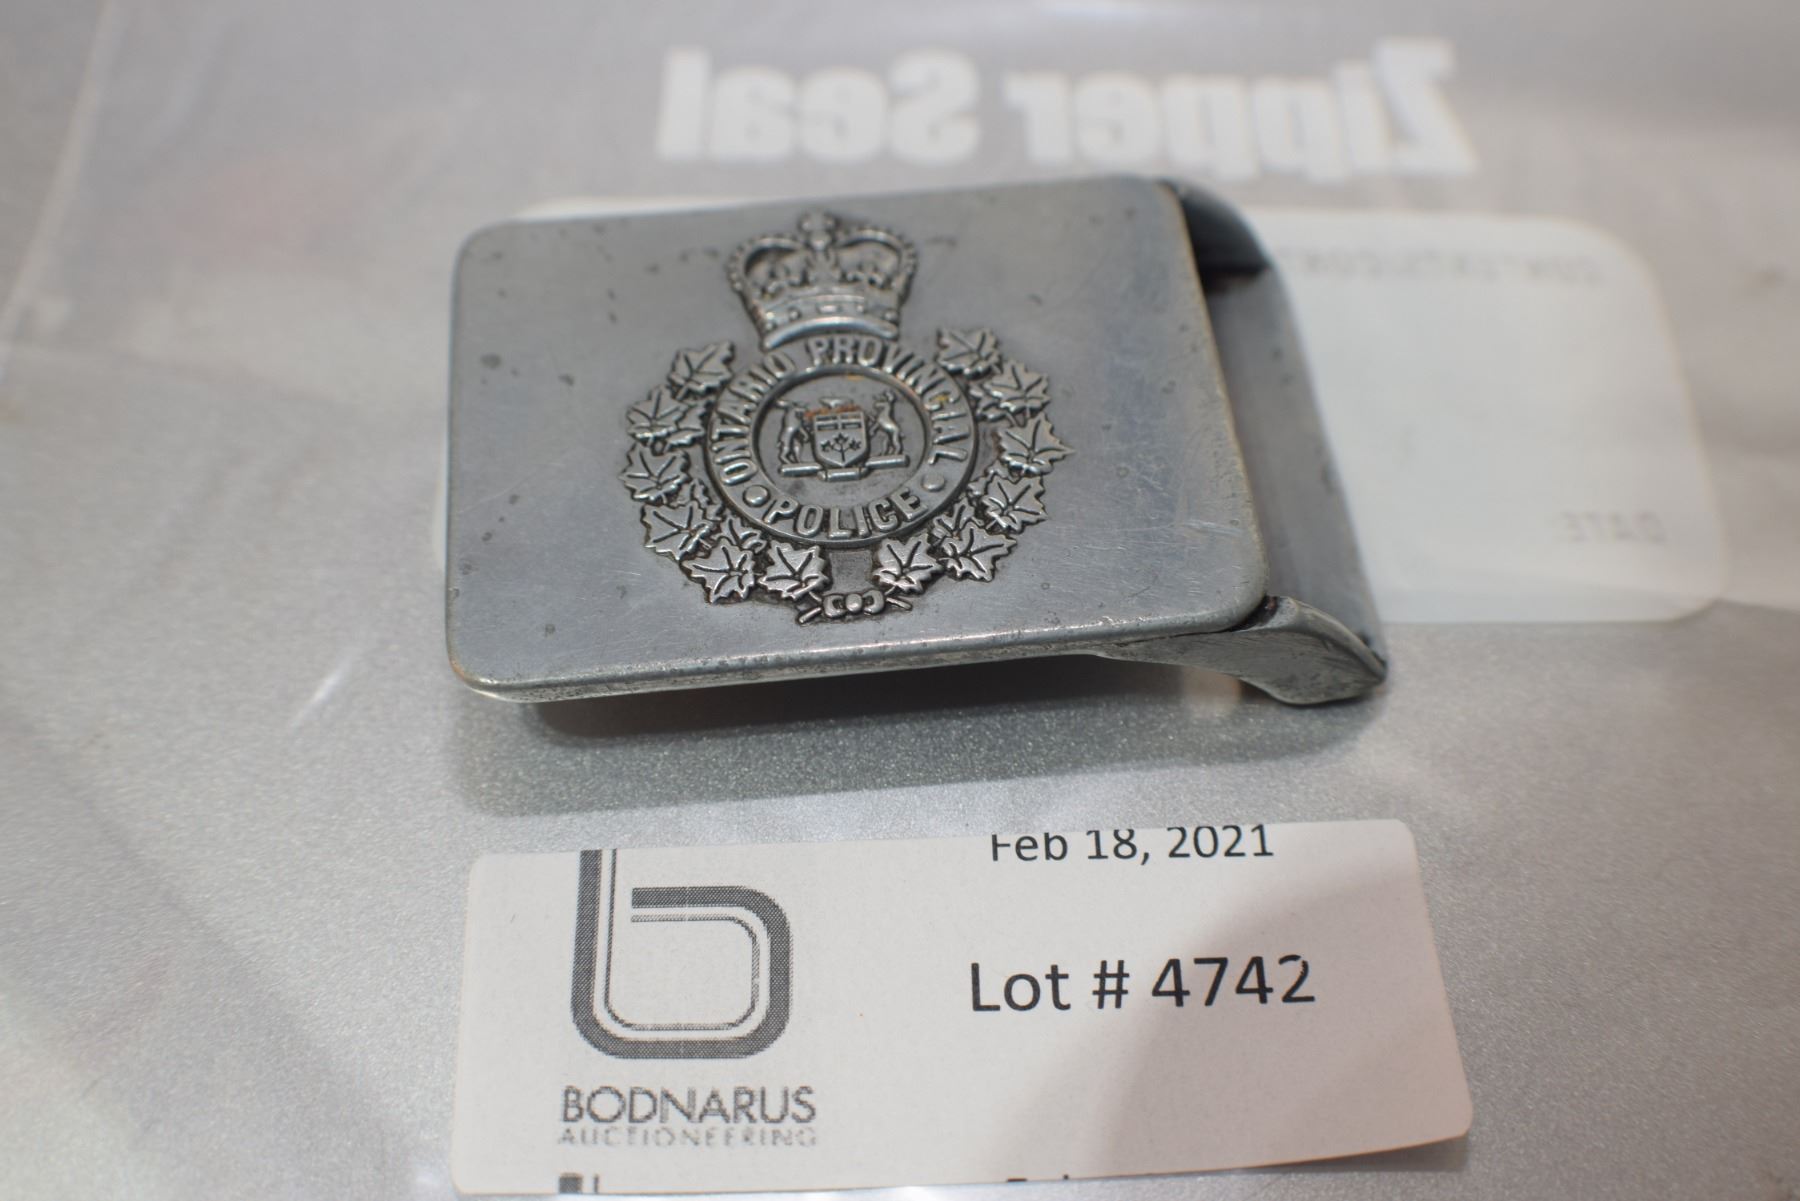 Zipper Seal
DATE
ONTARIO PROVINCIAL
• POLICE •
Feb 18, 2021
Lot # 4742
BODNARUS
AUCTIONEERING